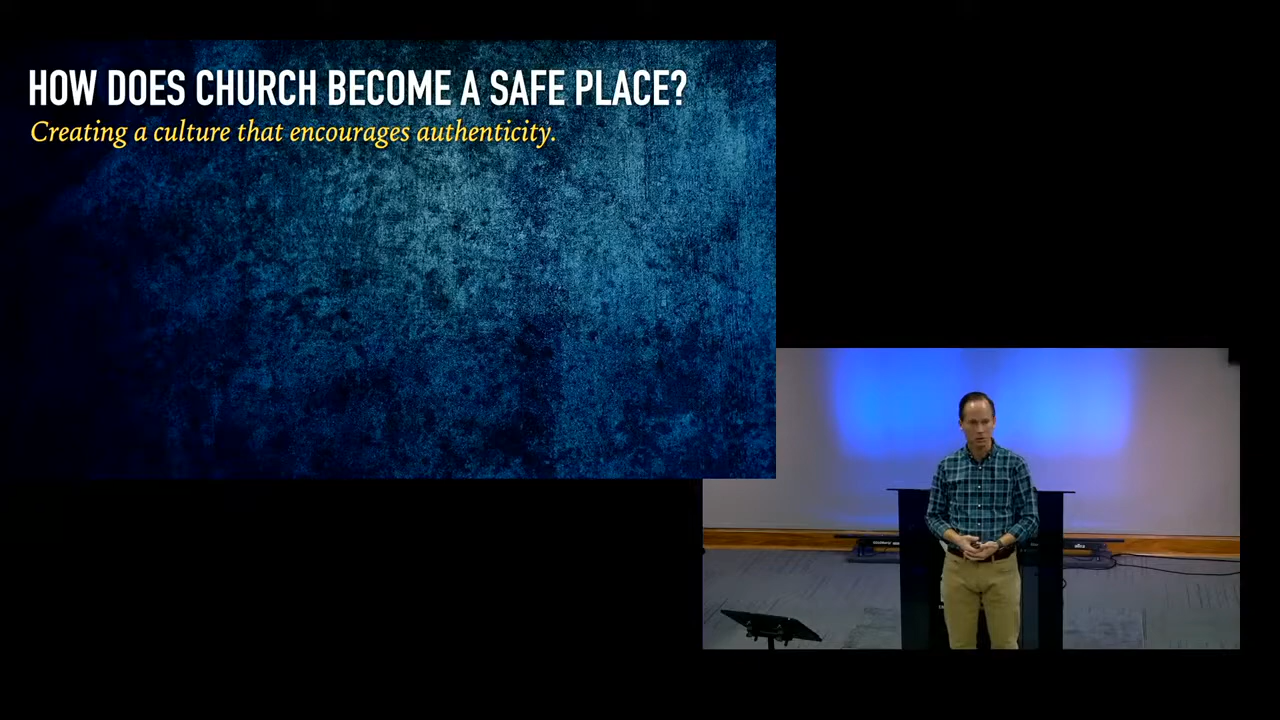 HOW DOES CHURCH BECOME A SAFE PLACE?
Creating a culture that encourages authenticity.